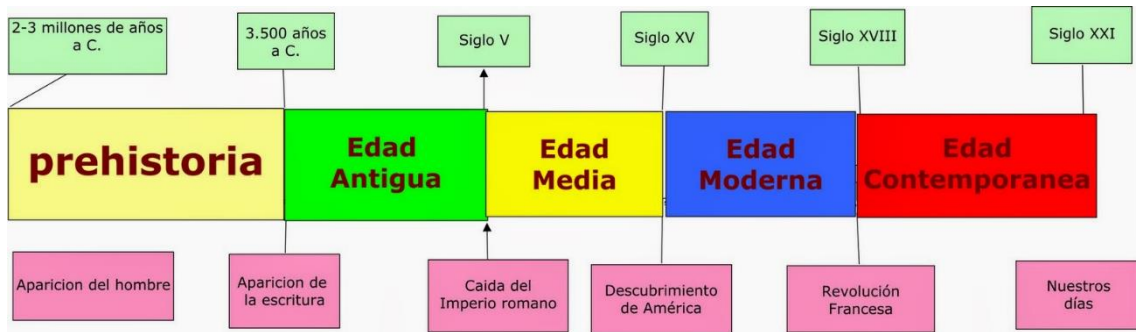 2-3 millones de años
a C.
3.500 años
a C.
Siglo V
Siglo XV
Siglo XVIII
Siglo XXI
prehistoria
Edad
Antigua
Edad
Media
Edad
Moderna
Edad
Contemporanea
Aparicion del hombre
Aparicion de
la escritura
Caida del
Imperio romano
Descubrimiento
de América
Revolución
Francesa
Nuestros
días